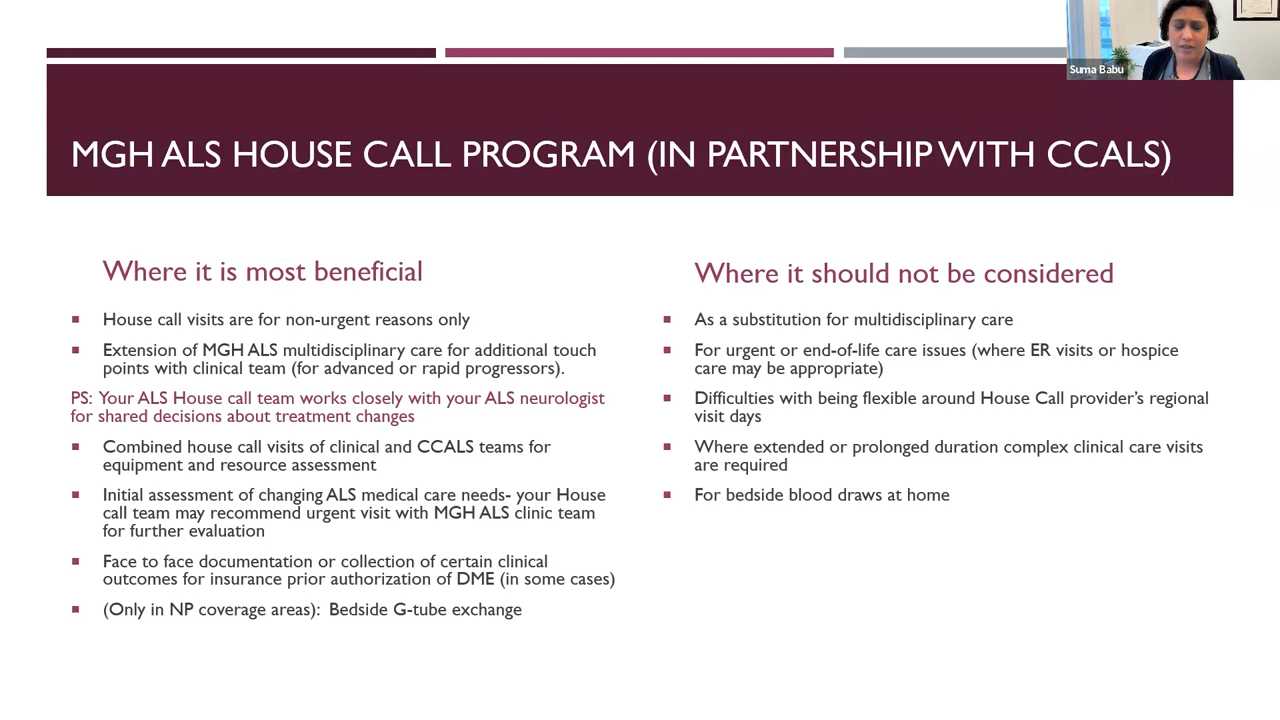 Suma Babu
MGH ALS HOUSE CALL PROGRAM (IN PARTNERSHIP WITH CCALS)
Where it is most beneficial
■ House call visits are for non-urgent reasons only
■ Extension of MGH ALS multidisciplinary care for additional touch
points with clinical team (for advanced or rapid progressors).
PS: Your ALS House call team works closely with your ALS neurologist
for shared decisions about treatment changes
■ Combined house call visits of clinical and CCALS teams for
equipment and resource assessment
■ Initial assessment of changing ALS medical care needs- your House
call team may recommend urgent visit with MGH ALS clinic team
for further evaluation
■ Face to face documentation or collection of certain clinical
outcomes for insurance prior authorization of DME (in some cases)
■ (Only in NP coverage areas): Bedside G-tube exchange
Where it should not be considered
■ As a substitution for multidisciplinary care
■ For urgent or end-of-life care issues (where ER visits or hospice
care may be appropriate)
■ Difficulties with being flexible around House Call provider's regional
visit days
■ Where extended or prolonged duration complex clinical care visits
are required
■ For bedside blood draws at home